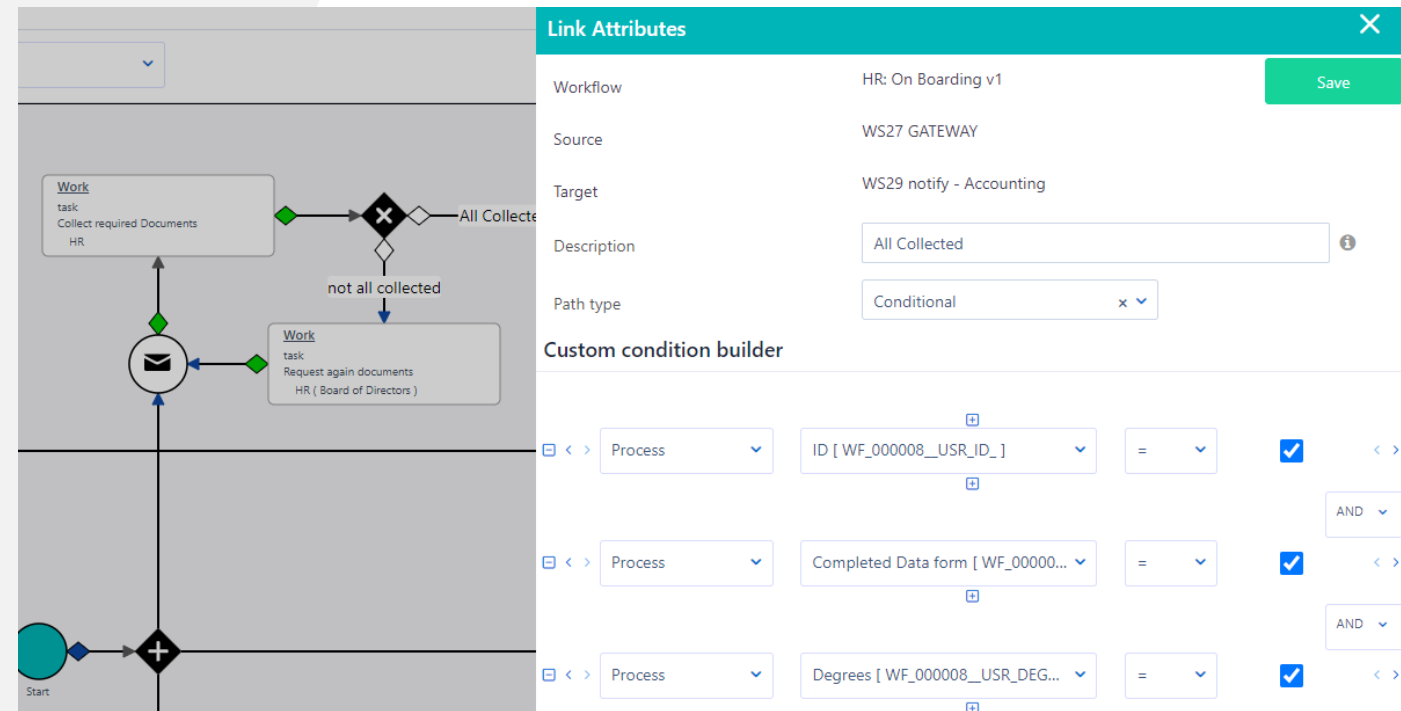 Link Attributes
Workflow
HR: On Boarding v1
Save
Source
WS27 GATEWAY
Target
WS29 notify - Accounting
Description
All Collected
Path type
Conditional
Custom condition builder
Process
ID [ WF_000008__USR_ID_ ]
=
AND
Process
Completed Data form [ WF_00000...
=
AND
Process
Degrees [ WF_000008__USR_DEG...
=
Work
task
Collect required Documents
HR
All Collecte
not all collected
Work
task
Request again documents
HR ( Board of Directors )
Start